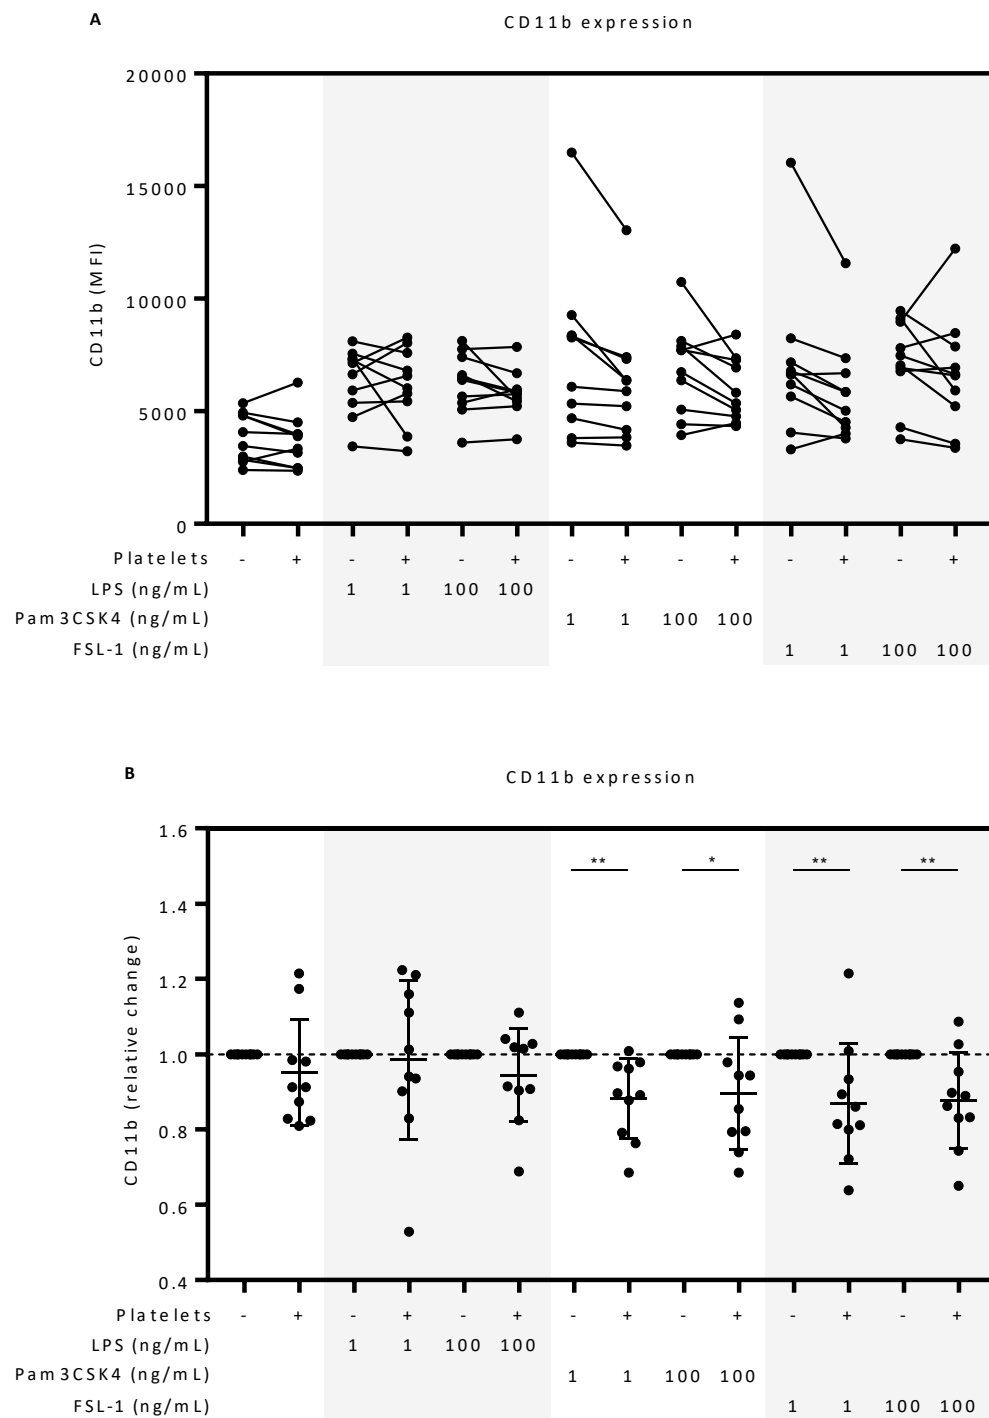 A
CD11b expression
20000
15000
10000
5000
0
CD11b (MFI)
Platelets - + - + - + - + - + - + - +
LPS (ng/mL) 1 1 100 100
Pam3CSK4 (ng/mL) 1 1 100 100
FSL-1 (ng/mL) 1 1 100 100
B
CD11b expression
** * ** **
1.6
1.4
1.2
1.0
0.8
0.6
0.4
CD11b (relative change)
Platelets - + - + - + - + - + - + - +
LPS (ng/mL) 1 1 100 100
Pam3CSK4 (ng/mL) 1 1 100 100
FSL-1 (ng/mL) 1 1 100 100